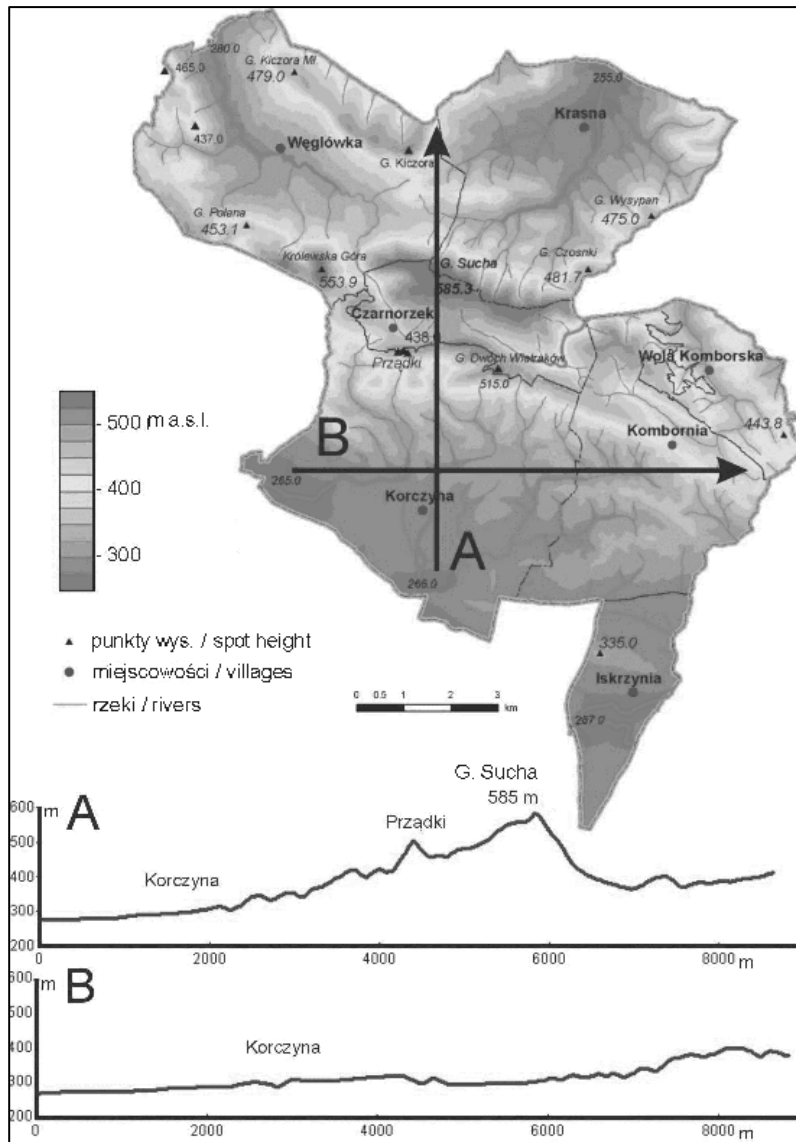 280.0
465.0
G. Kiczora Mł.
479.0
255.0
Krasna
437.0
Węglówka
G. Kiczora
G. Wysypan
475.0
G. Polana
453.1
Królewska Góra
553.9
G. Sucha
585.3
G. Czosnki
481.7
Czarnorzek
438.0
Prządki
G. Dwóch Wielzaków
515.0
Wola Komborska
500 m a.s.l.
400
300
B
Kombornia
443.8
265.0
Korczyna
A
266.0
punkty wys. / spot height
miejscowości / villages
rzeki / rivers
0 0.5 1 2 3
km
335.0
Iskrzynia
267.0
A
G. Sucha
585 m
Prządki
Korczyna
600 m
500
400
300
200
0 2000 4000 6000 8000 m
B
Korczyna
600 m
500
400
300
200
0 2000 4000 6000 8000 m